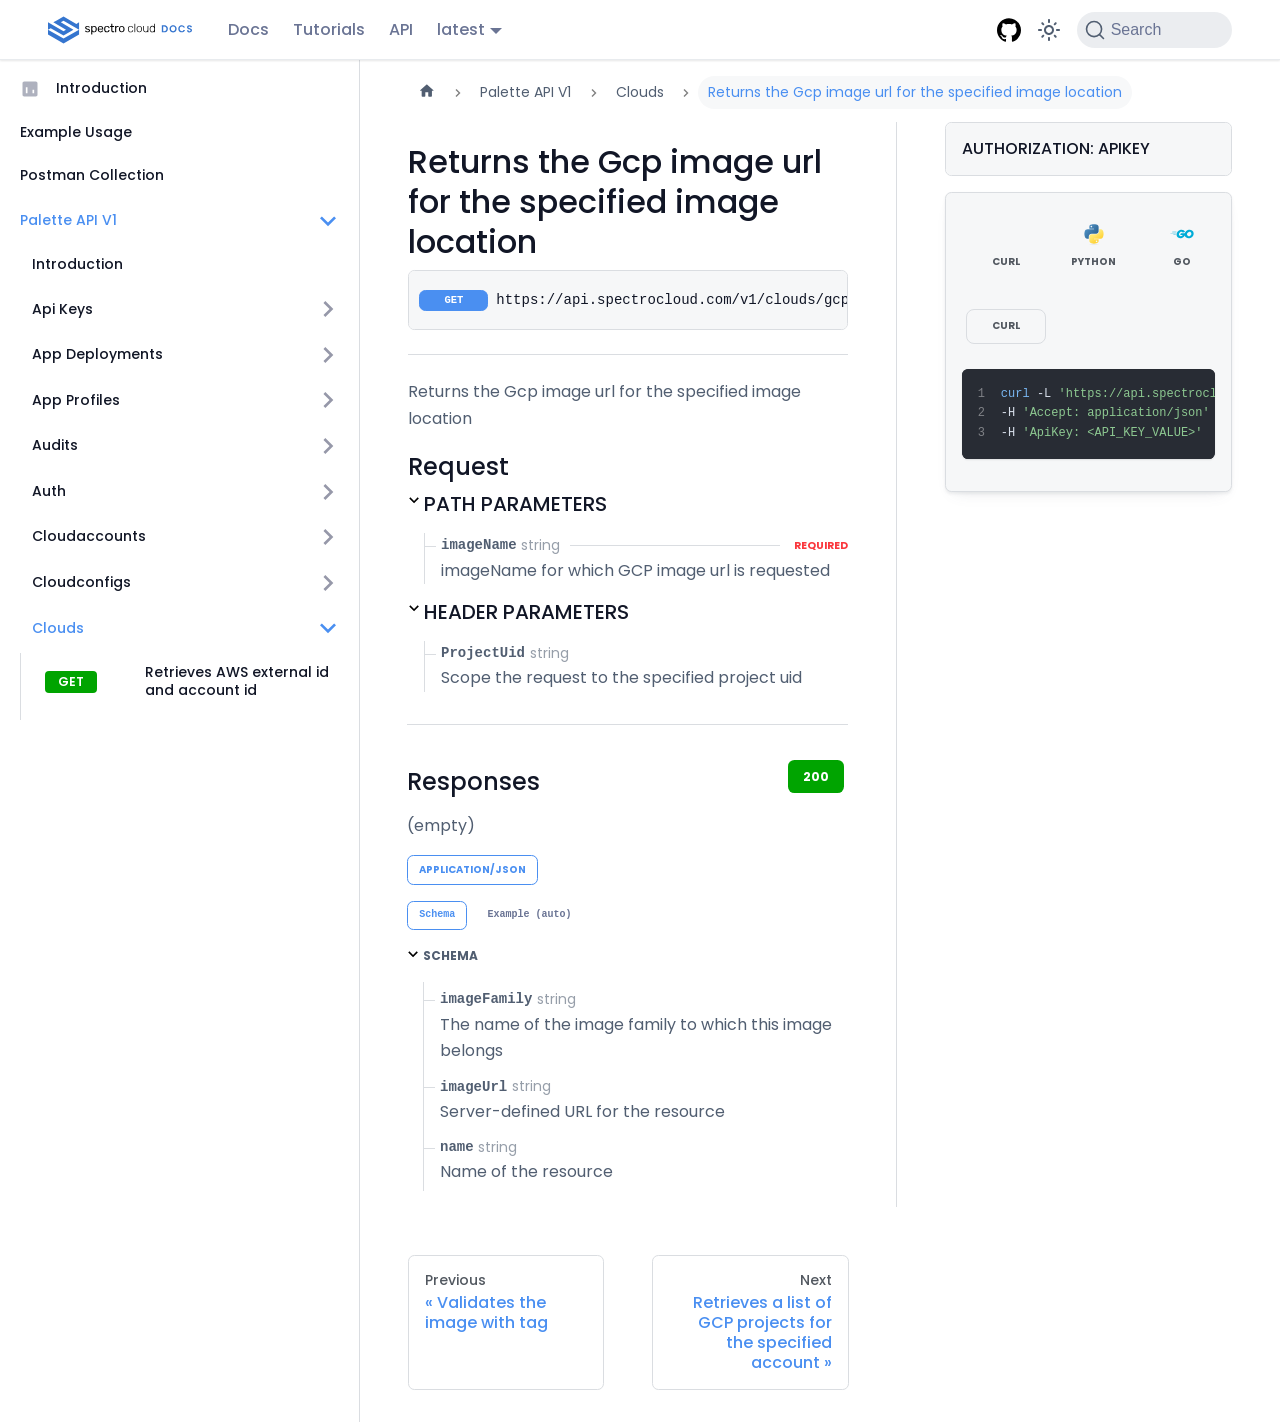 spectro cloud DOCS
Docs
Tutorials
API
latest
Search
Introduction
Example Usage
Postman Collection
Palette API V1
Introduction
Api Keys
App Deployments
App Profiles
Audits
Auth
Cloudaccounts
Cloudconfigs
Clouds
GET
Retrieves AWS external id
and account id
Palette API V1
Clouds
Returns the Gcp image url for the specified image location
Returns the Gcp image url
for the specified image
location
GET
https://api.spectrocloud.com/v1/clouds/gcp
Returns the Gcp image url for the specified image
location
Request
PATH PARAMETERS
imageName string
REQUIRED
imageName for which GCP image url is requested
HEADER PARAMETERS
ProjectUid string
Scope the request to the specified project uid
Responses
200
(empty)
APPLICATION/JSON
Schema
Example (auto)
SCHEMA
imageFamily string
The name of the image family to which this image
belongs
imageUrl string
Server-defined URL for the resource
name string
Name of the resource
Previous
« Validates the
image with tag
Next
Retrieves a list of
GCP projects for
the specified
account »
AUTHORIZATION: APIKEY
CURL
PYTHON
GO
CURL
1 curl -L 'https://api.spectrocl
2 -H 'Accept: application/json'
3 -H 'ApiKey: <API_KEY_VALUE>'